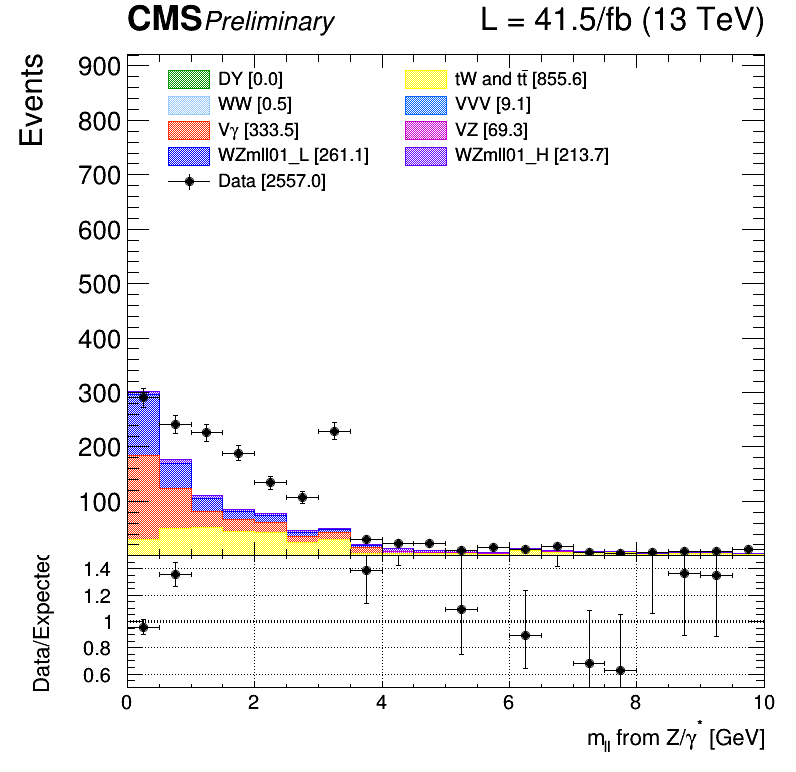 CMS Preliminary L = 41.5/fb (13 TeV)
Events
900
800
700
600
500
400
300
200
100
DY [0.0]
tW and tt̄ [855.6]
WW [0.5]
VVV [9.1]
Vγ [333.5]
VZ [69.3]
WZmll01_L [261.1]
WZmll01_H [213.7]
Data [2557.0]
Data/Expected
1.4
1.2
1
0.8
0.6
0 2 4 6 8 10
m_ll from Z/γ* [GeV]